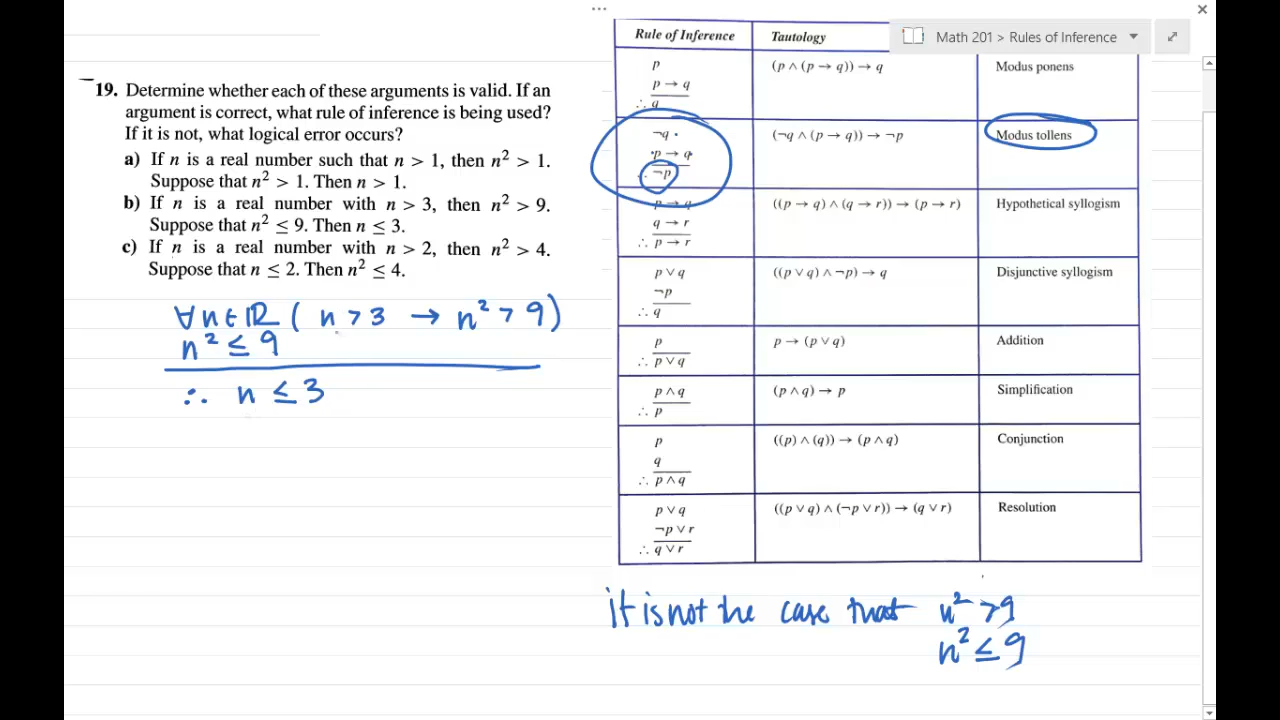 19. Determine whether each of these arguments is valid. If an
argument is correct, what rule of inference is being used?
If it is not, what logical error occurs?
a) If n is a real number such that n > 1, then n² > 1.
Suppose that n² > 1. Then n > 1.
b) If n is a real number with n > 3, then n² > 9.
Suppose that n² ≤ 9. Then n ≤ 3.
c) If n is a real number with n > 2, then n² > 4.
Suppose that n ≤ 2. Then n² ≤ 4.
∀n∈ℝ ( n > 3 → n² > 9 )
n² ≤ 9
∴ n ≤ 3
Math 201 > Rules of Inference
Rule of Inference Tautology
p (p ∧ (p → q)) → q Modus ponens
p → q
∴ q
¬q (¬q ∧ (p → q)) → ¬p Modus tollens
p → q
∴ ¬p
p → q ((p → q) ∧ (q → r)) → (p → r) Hypothetical syllogism
q → r
∴ p → r
p ∨ q ((p ∨ q) ∧ ¬p) → q Disjunctive syllogism
¬p
∴ q
p p → (p ∨ q) Addition
∴ p ∨ q
p ∧ q (p ∧ q) → p Simplification
∴ p
p ((p) ∧ (q)) → (p ∧ q) Conjunction
q
∴ p ∧ q
p ∨ q ((p ∨ q) ∧ (¬p ∨ r)) → (q ∨ r) Resolution
¬p ∨ r
∴ q ∨ r
it is not the case that n² > 9
n² ≤ 9